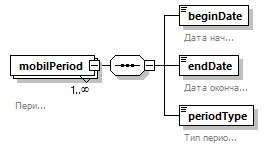 beginDate
Дата нач...
mobilPeriod
endDate
1..∞
Дата оконча...
Пери...
periodType
Тип перио...